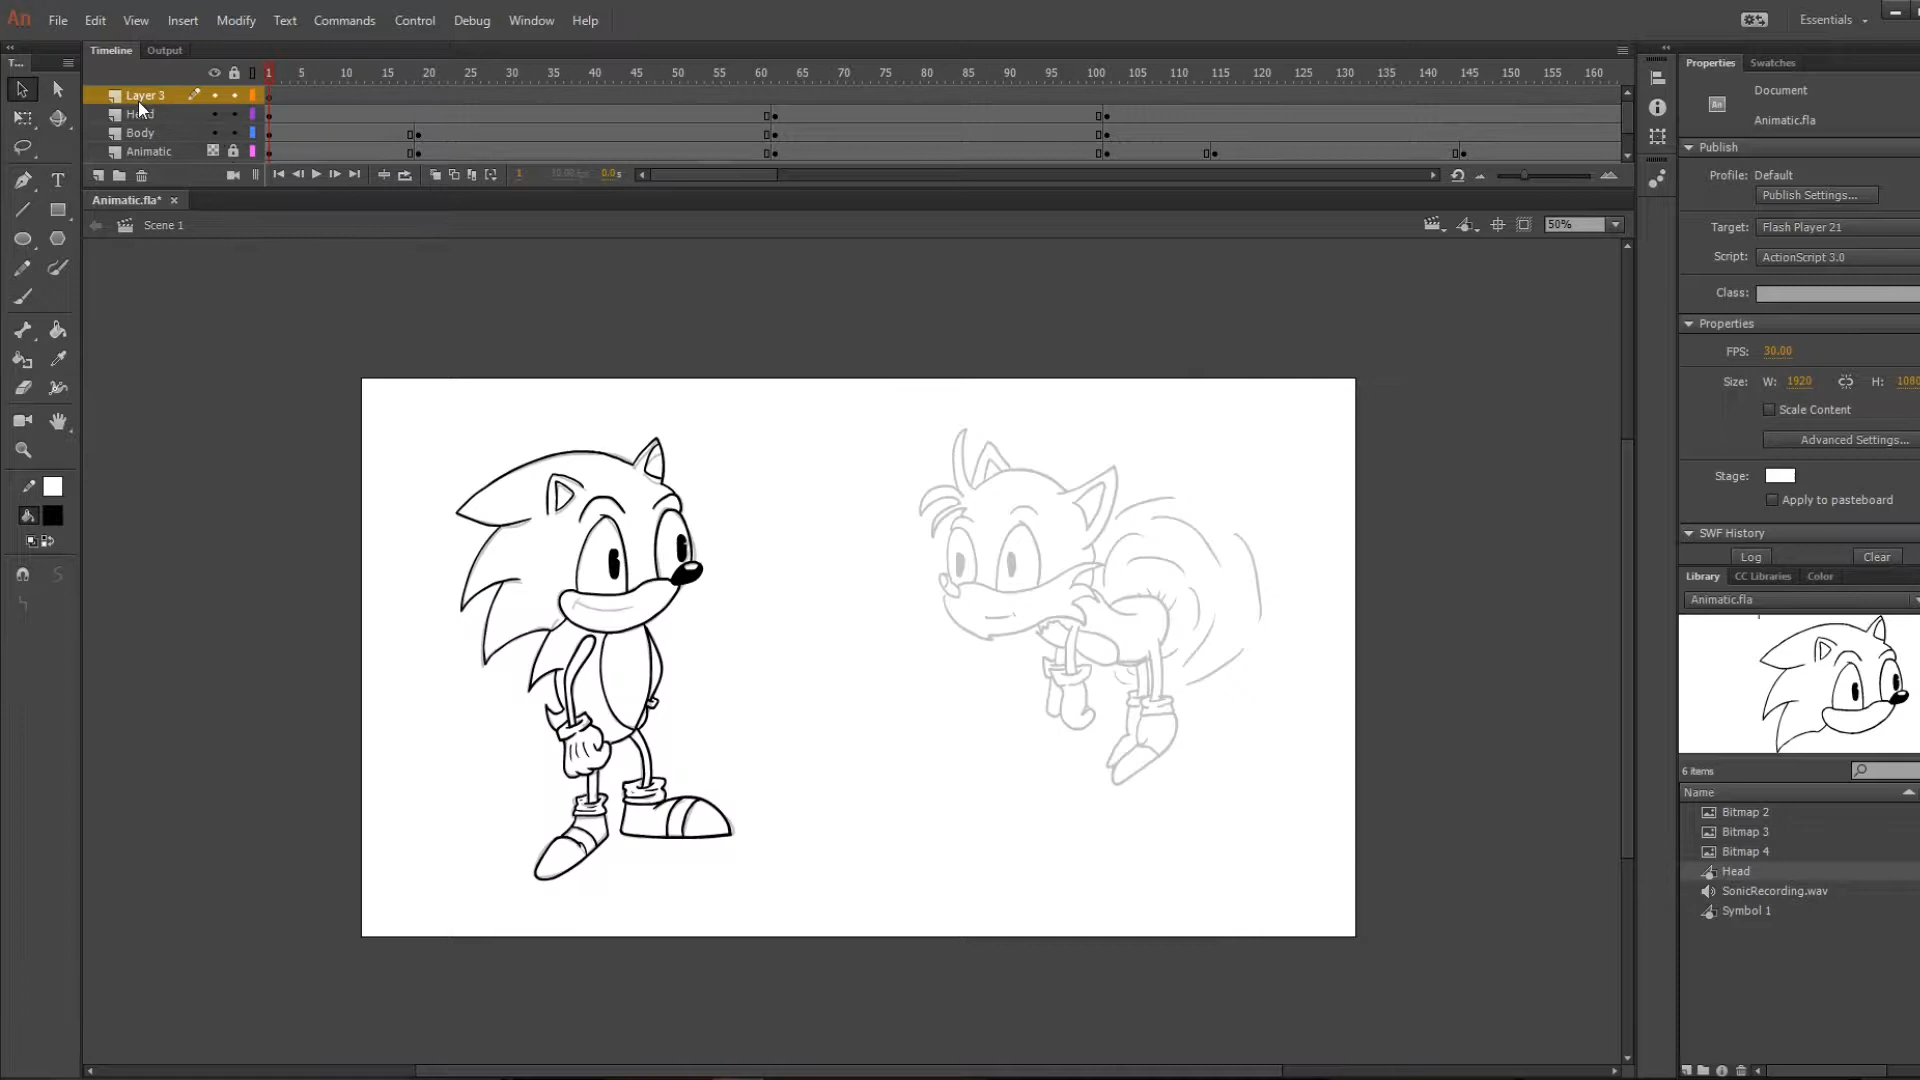 An File Edit View Insert Modify Text Commands Control Debug Window Help Essentials
Timeline Output
T...
1 5 10 15 20 25 30 35 40 45 50 55 60 65 70 75 80 85 90 95 100 105 110 115 120 125 130 135 140 145 150 155 160
Layer 3
Body
Animatic
1 0.0s
Animatic.fla*
Scene 1
50%
T
S
Properties Swatches
An
Document
Animatic.fla
Publish
Profile: Default
Publish Settings...
Target: Flash Player 21
Script: ActionScript 3.0
Class:
Properties
FPS: 30.00
Size: W: 1920 H: 1080
Scale Content
Advanced Settings...
Stage:
Apply to pasteboard
SWF History
Log Clear
Library CC Libraries Color
Animatic.fla
6 items
Name
Bitmap 2
Bitmap 3
Bitmap 4
Head
SonicRecording.wav
Symbol 1